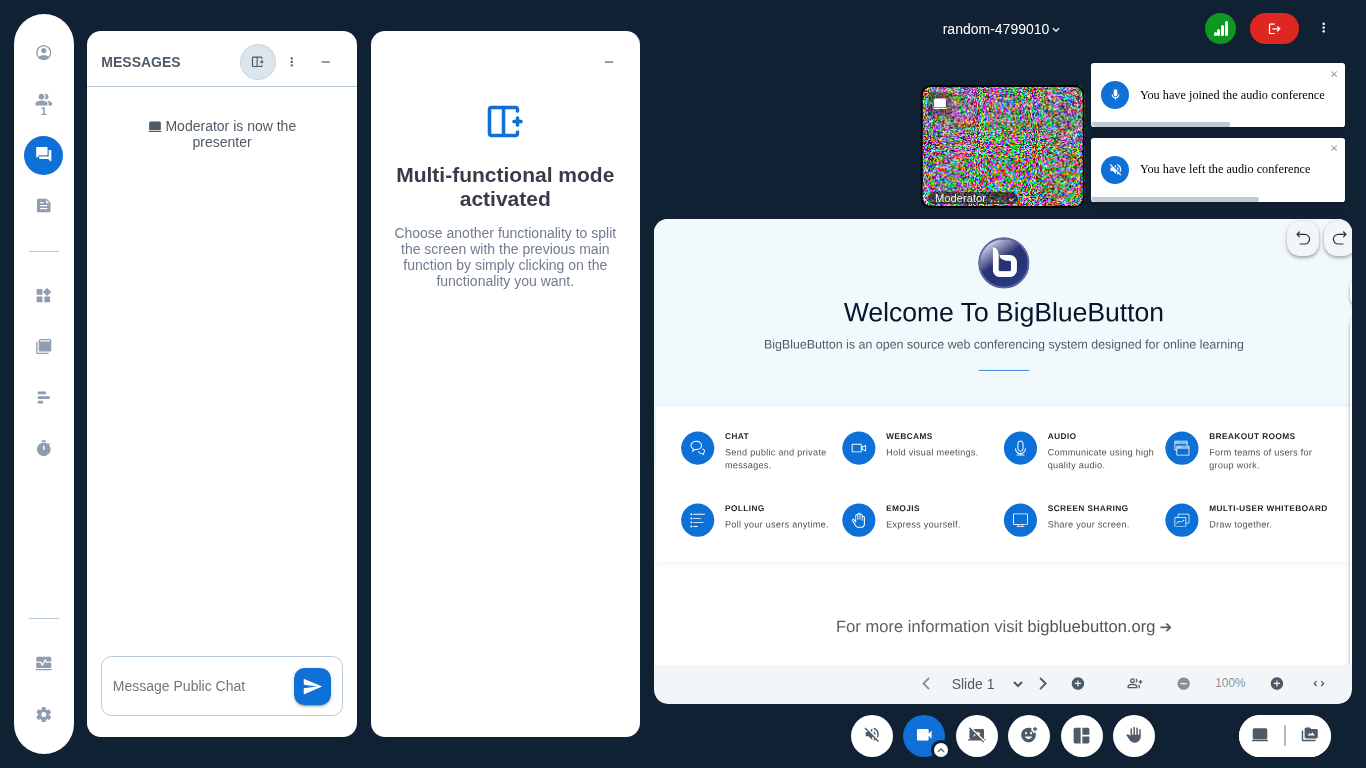 random-4799010
1
MESSAGES
Moderator is now the
presenter
Message Public Chat
Multi-functional mode
activated
Choose another functionality to split
the screen with the previous main
function by simply clicking on the
functionality you want.
Moderator
You have joined the audio conference
You have left the audio conference
Welcome To BigBlueButton
BigBlueButton is an open source web conferencing system designed for online learning
CHAT
Send public and private
messages.
WEBCAMS
Hold visual meetings.
AUDIO
Communicate using high
quality audio.
BREAKOUT ROOMS
Form teams of users for
group work.
POLLING
Poll your users anytime.
EMOJIS
Express yourself.
SCREEN SHARING
Share your screen.
MULTI-USER WHITEBOARD
Draw together.
For more information visit bigbluebutton.org ➔
Slide 1
100%